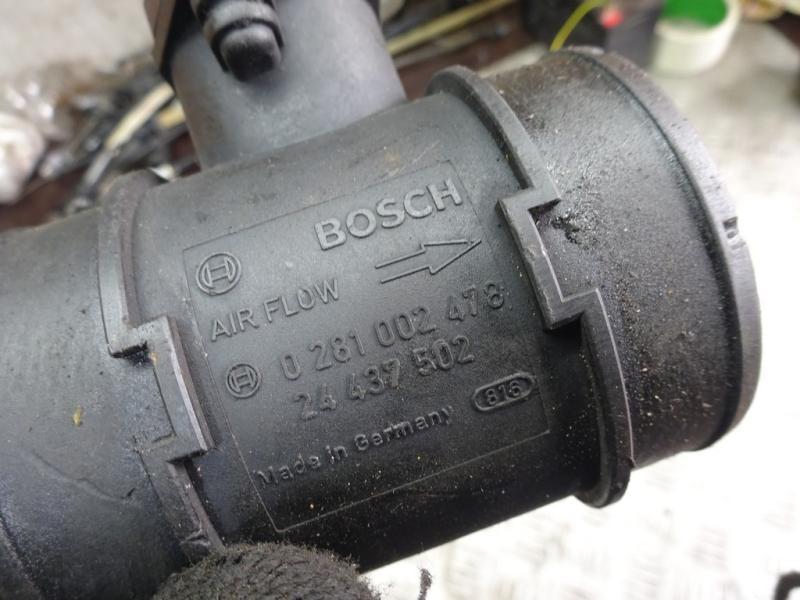 BOSCH
AIR FLOW
0 281 002 478
24 437 502
Made in Germany 816